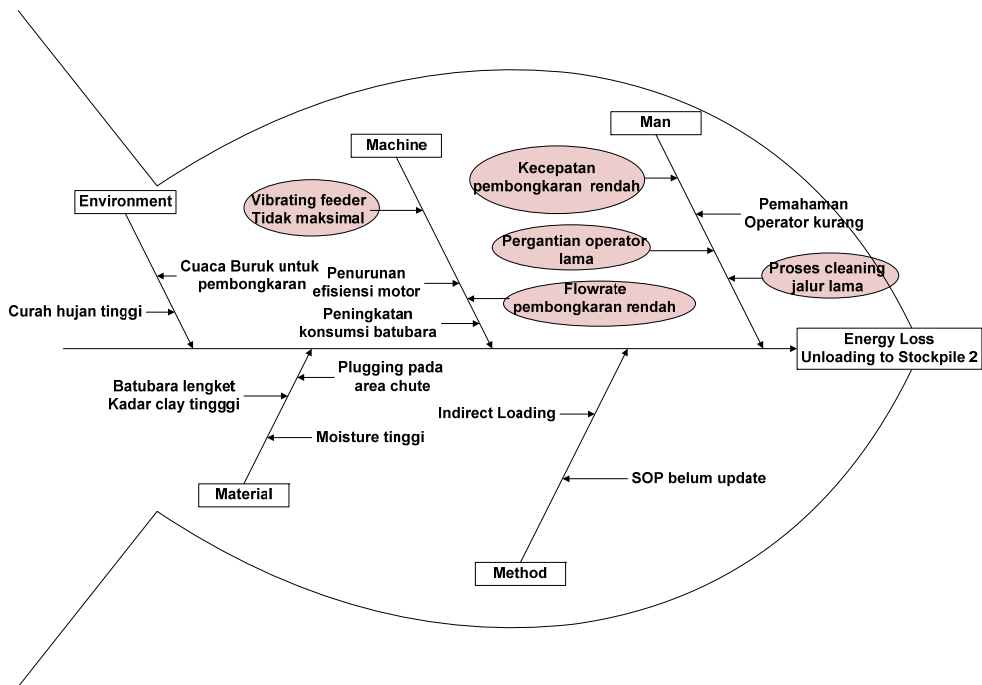 Man
Machine
Kecepatan
pembongkaran rendah
Environment
Vibrating feeder
Tidak maksimal
Pemahaman
Operator kurang
Pergantian operator
lama
Cuaca Buruk untuk
pembongkaran
Penurunan
efisiensi motor
Proses cleaning
jalur lama
Flowrate
pembongkaran rendah
Curah hujan tinggi
Peningkatan
konsumsi batubara
Energy Loss
Unloading to Stockpile 2
Plugging pada
area chute
Batubara lengket
Kadar clay tingggi
Indirect Loading
Moisture tinggi
SOP belum update
Material
Method